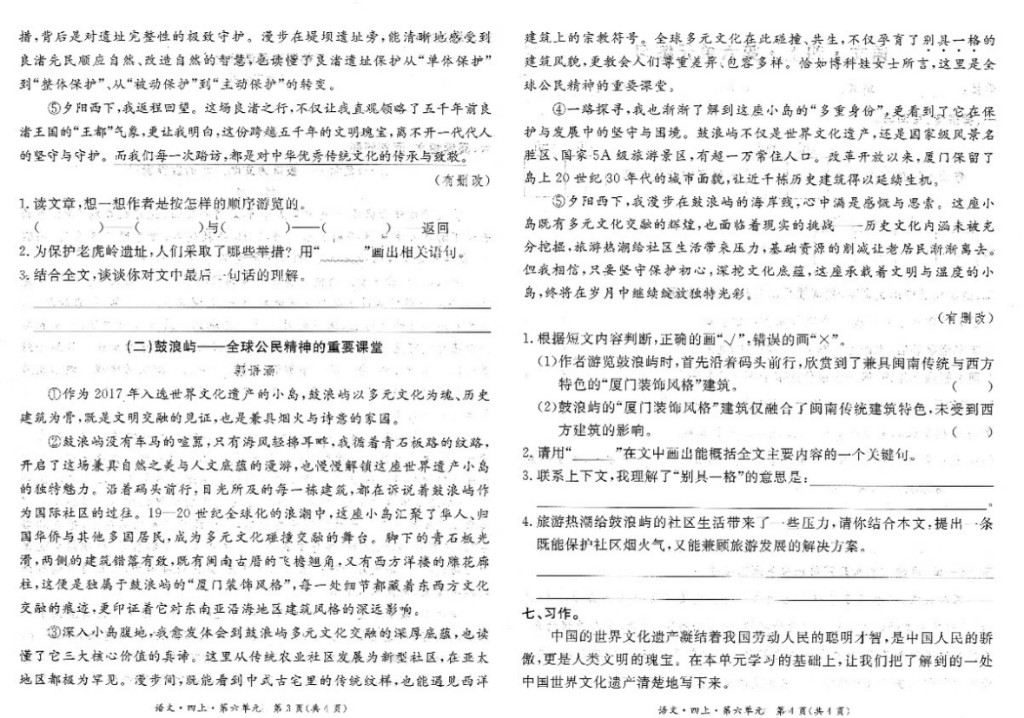 措,背后是对遗址完整性的极致守护。漫步在堤坝遗址旁,能清晰地感受到
良渚先民顺应自然、改造自然的智慧,也读懂了良渚遗址保护从“单体保护”
到“整体保护”、从“被动保护”到“主动保护”的转变。
⑤夕阳西下,我返程回望。这场良渚之行,不仅让我直观领略了五千年前良
渚王国的“王都”气象,更让我明白,这份跨越五千年的文明瑰宝,离不开一代代人
的坚守与守护。而我们每一次踏访,都是对中华优秀传统文化的传承与致敬。
(有删改)
1. 读文章,想一想作者是按怎样的顺序游览的。
( )——( )与( )——( )——返回
2. 为保护老虎岭遗址,人们采取了哪些举措?用“ ”画出相关语句。
3. 结合全文,谈谈你对文中最后一句话的理解。
(二)鼓浪屿——全球公民精神的重要课堂
郭语涵
①作为 2017 年入选世界文化遗产的小岛,鼓浪屿以多元文化为魂、历史
建筑为骨,既是文明交融的见证,也是兼具烟火与诗意的家园。
②鼓浪屿没有车马的喧嚣,只有海风轻拂耳畔,我循着青石板路的纹路,
开启了这场兼具自然之美与人文底蕴的漫游,也慢慢解锁这座世界遗产小岛
的独特魅力。沿着码头前行,目光所及的每一栋建筑,都在诉说着鼓浪屿作
为国际社区的过往。19—20 世纪全球化的浪潮中,这座小岛汇聚了华人、归
国华侨与其他多国居民,成为多元文化碰撞交融的舞台。脚下的青石板光
滑,两侧的建筑错落有致,既有闽南古厝的飞檐翘角,又有西方洋楼的雕花廊
柱,这便是独属于鼓浪屿的“厦门装饰风格”,每一处细节都藏着东西方文化
交融的痕迹,更印证着它对东南亚沿海地区建筑风格的深远影响。
③深入小岛腹地,我愈发体会到鼓浪屿多元文化交融的深厚底蕴,也读
懂了它三大核心价值的真谛。这里从传统农业社区发展为新型社区,在亚太
地区都极为罕见。漫步间,既能看到中式古宅里的传统纹样,也能遇见西洋
语文·四上·第六单元 第 3 页(共 4 页)
建筑上的宗教符号。全球多元文化在此碰撞、共生,不仅孕育了别具一格的
建筑风貌,更教会人们尊重差异、包容多样。恰如博科娃女士所言,这里是全
球公民精神的重要课堂。
④一路探寻,我也渐渐了解到这座小岛的“多重身份”,更看到了它在保
护与发展中的坚守与困境。鼓浪屿不仅是世界文化遗产,还是国家级风景名
胜区、国家 5A 级旅游景区,有超一万常住人口。改革开放以来,厦门保留了
岛上 20 世纪 30 年代的城市面貌,让近千栋历史建筑得以延续生机。
⑤夕阳西下,我漫步在鼓浪屿的海岸线,心中满是感慨与思索。这座小
岛既有多元文化交融的辉煌,也面临着现实的挑战——历史文化内涵未被充
分挖掘,旅游热潮给社区生活带来压力,基础资源的削减让老居民渐渐离去。
但我相信,只要坚守保护初心,深挖文化底蕴,这座承载着文明与温度的小
岛,终将在岁月中继续绽放独特光彩。
(有删改)
1. 根据短文内容判断,正确的画“√”,错误的画“×”。
(1)作者游览鼓浪屿时,首先沿着码头前行,欣赏到了兼具闽南传统与西方
特色的“厦门装饰风格”建筑。 ( )
(2)鼓浪屿的“厦门装饰风格”建筑仅融合了闽南传统建筑特色,未受到西
方建筑的影响。 ( )
2. 请用“ ”在文中画出能概括全文主要内容的一个关键句。
3. 联系上下文,我理解了“别具一格”的意思是:
。
4. 旅游热潮给鼓浪屿的社区生活带来了一些压力,请你结合本文,提出一条
既能保护社区烟火气,又能兼顾旅游发展的解决方案。
七、习作。
中国的世界文化遗产凝结着我国劳动人民的聪明才智,是中国人民的骄
傲,更是人类文明的瑰宝。在本单元学习的基础上,让我们把了解到的一处
中国世界文化遗产清楚地写下来。
语文·四上·第六单元 第 4 页(共 4 页)